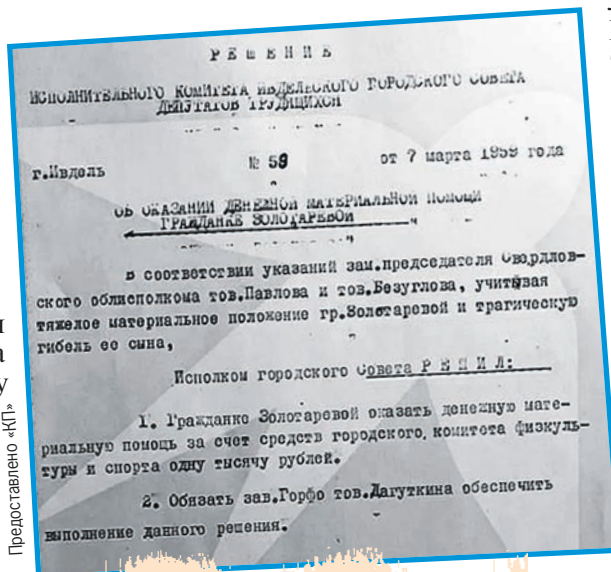 РЕШЕНИЕ
ИСПОЛНИТЕЛЬНОГО КОМИТЕТА ИВДЕЛЬСКОГО ГОРОДСКОГО СОВЕТА
ДЕПУТАТОВ ТРУДЯЩИХСЯ
г.Ивдель № 59 от 7 марта 1959 года
ОБ ОКАЗАНИИ ДЕНЕЖНОЙ МАТЕРИАЛЬНОЙ ПОМОЩИ
ГРАЖДАНКЕ ЗОЛОТАРЕВОЙ
В соответствии указаний зам.председателя Свердлов-
ского облисполкома тов.Павлова и тов.Безуглова, учитывая
тяжелое материальное положение гр.Золотаревой и трагическую
гибель ее сына,
Исполком городского Совета Р Е Ш И Л:
1. Гражданке Золотаревой оказать денежную мате-
риальную помощь за счет средств городского, комитета физкуль-
туры и спорта одну тысячу рублей.
2. Обязать зав.Горфо тов.Дагуткина обеспечить
выполнение данного решения.
Предоставлено «КП»